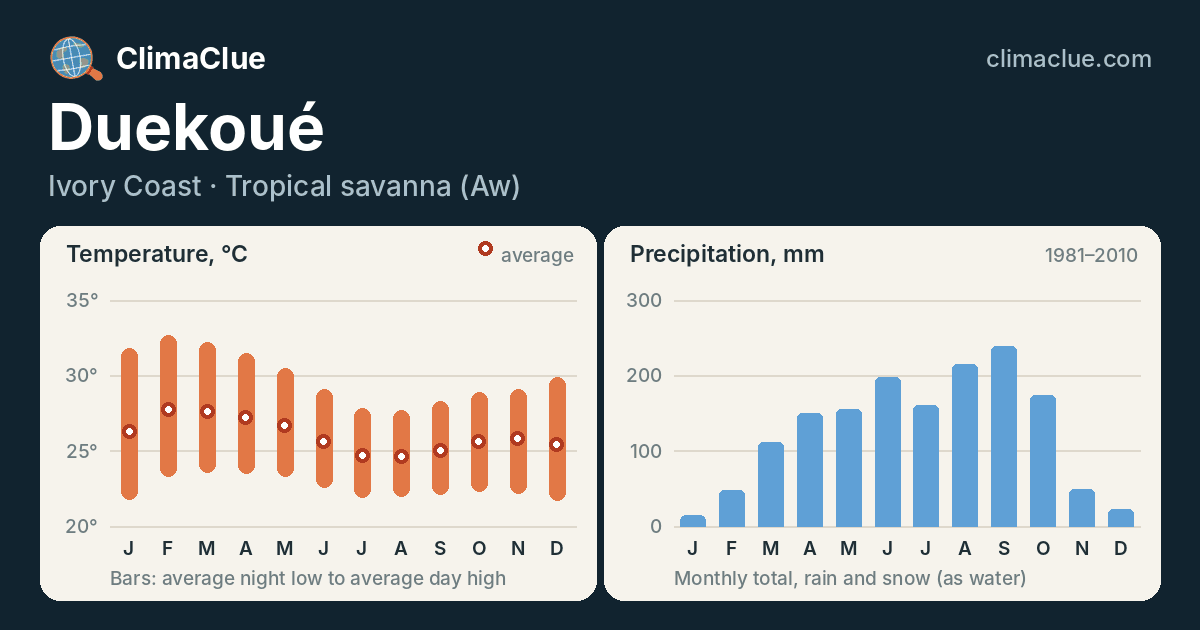 ClimaClue
climaclue.com
Duekoué
Ivory Coast · Tropical savanna (Aw)
Temperature, °C
average
35°
30°
25°
20°
J F M A M J J A S O N D
Bars: average night low to average day high
Precipitation, mm
1981–2010
300
200
100
0
J F M A M J J A S O N D
Monthly total, rain and snow (as water)